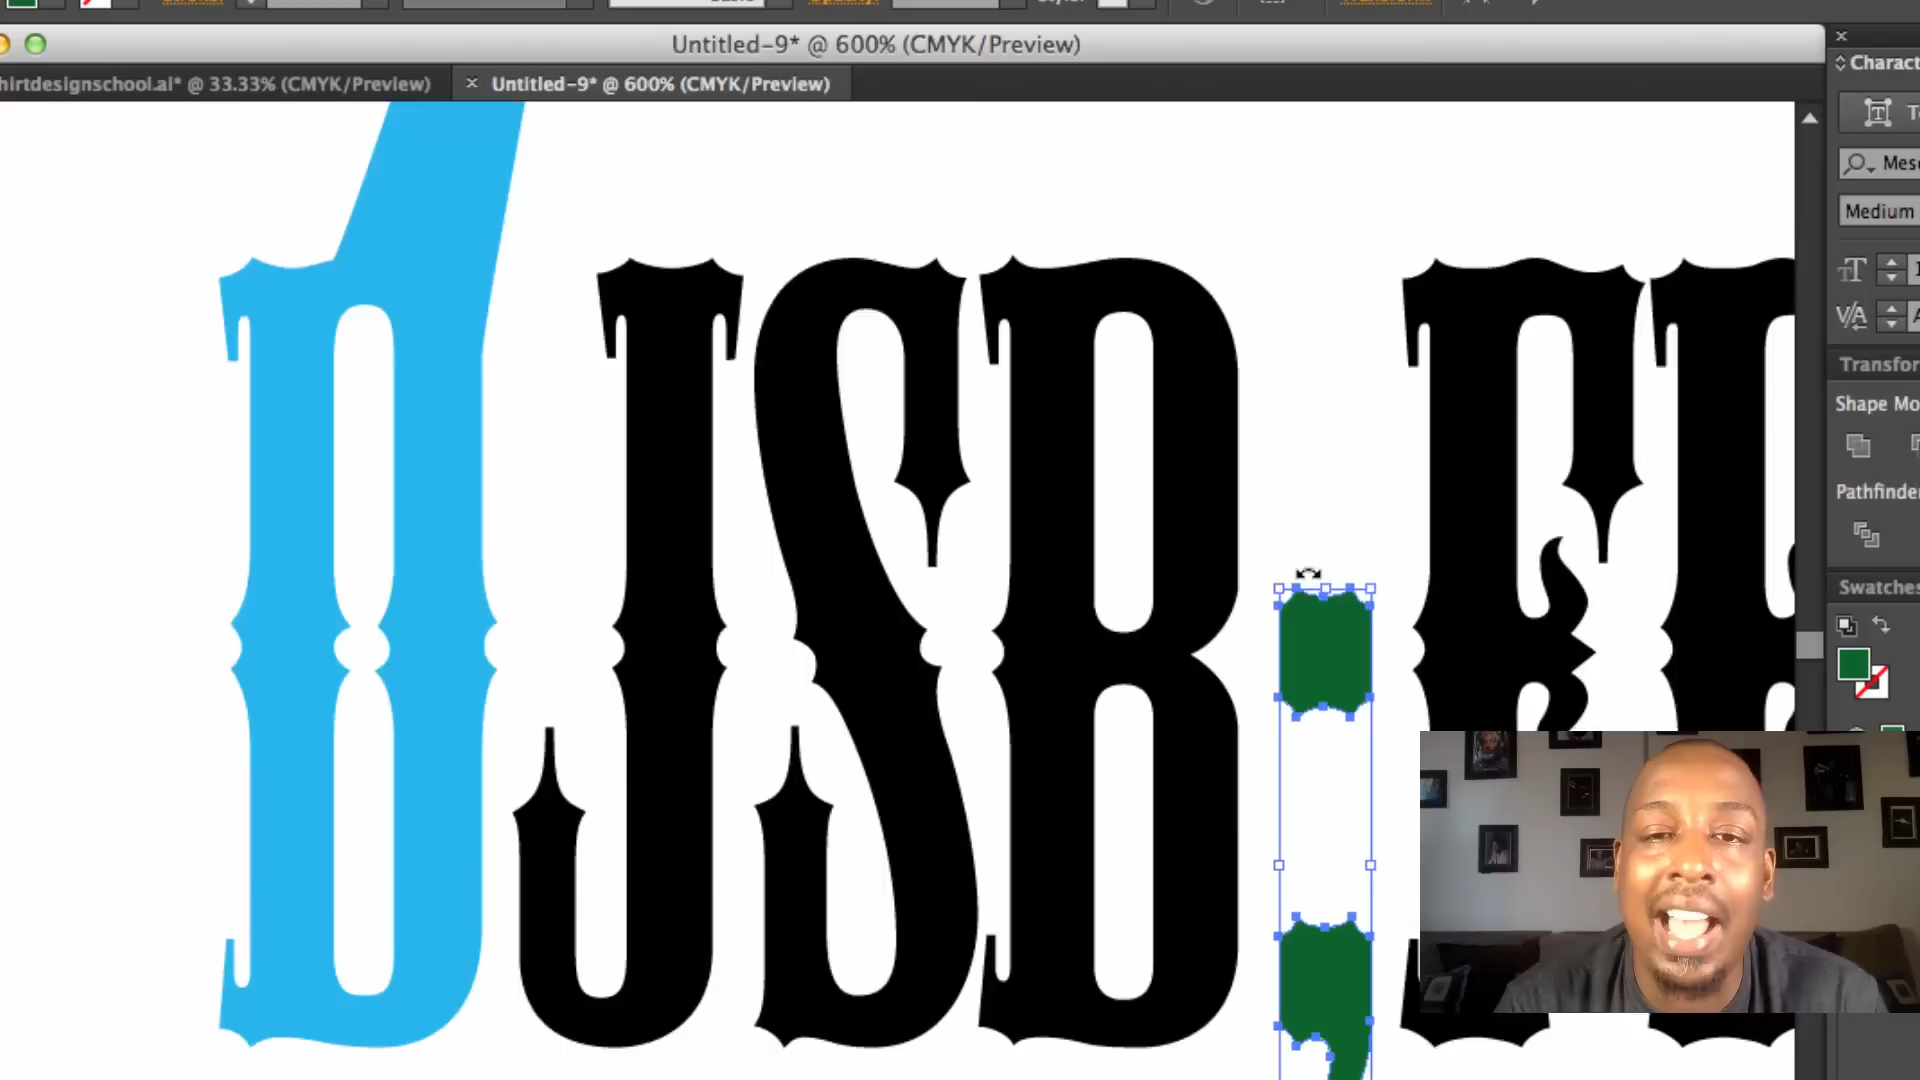 Untitled-9* @ 600% (CMYK/Preview)
hirtdesignschool.ai* @ 33.33% (CMYK/Preview)
× Untitled-9* @ 600% (CMYK/Preview)
Charact
Medium
Transfor
Shape Mo
Pathfinder
Swatches
DJSB;E